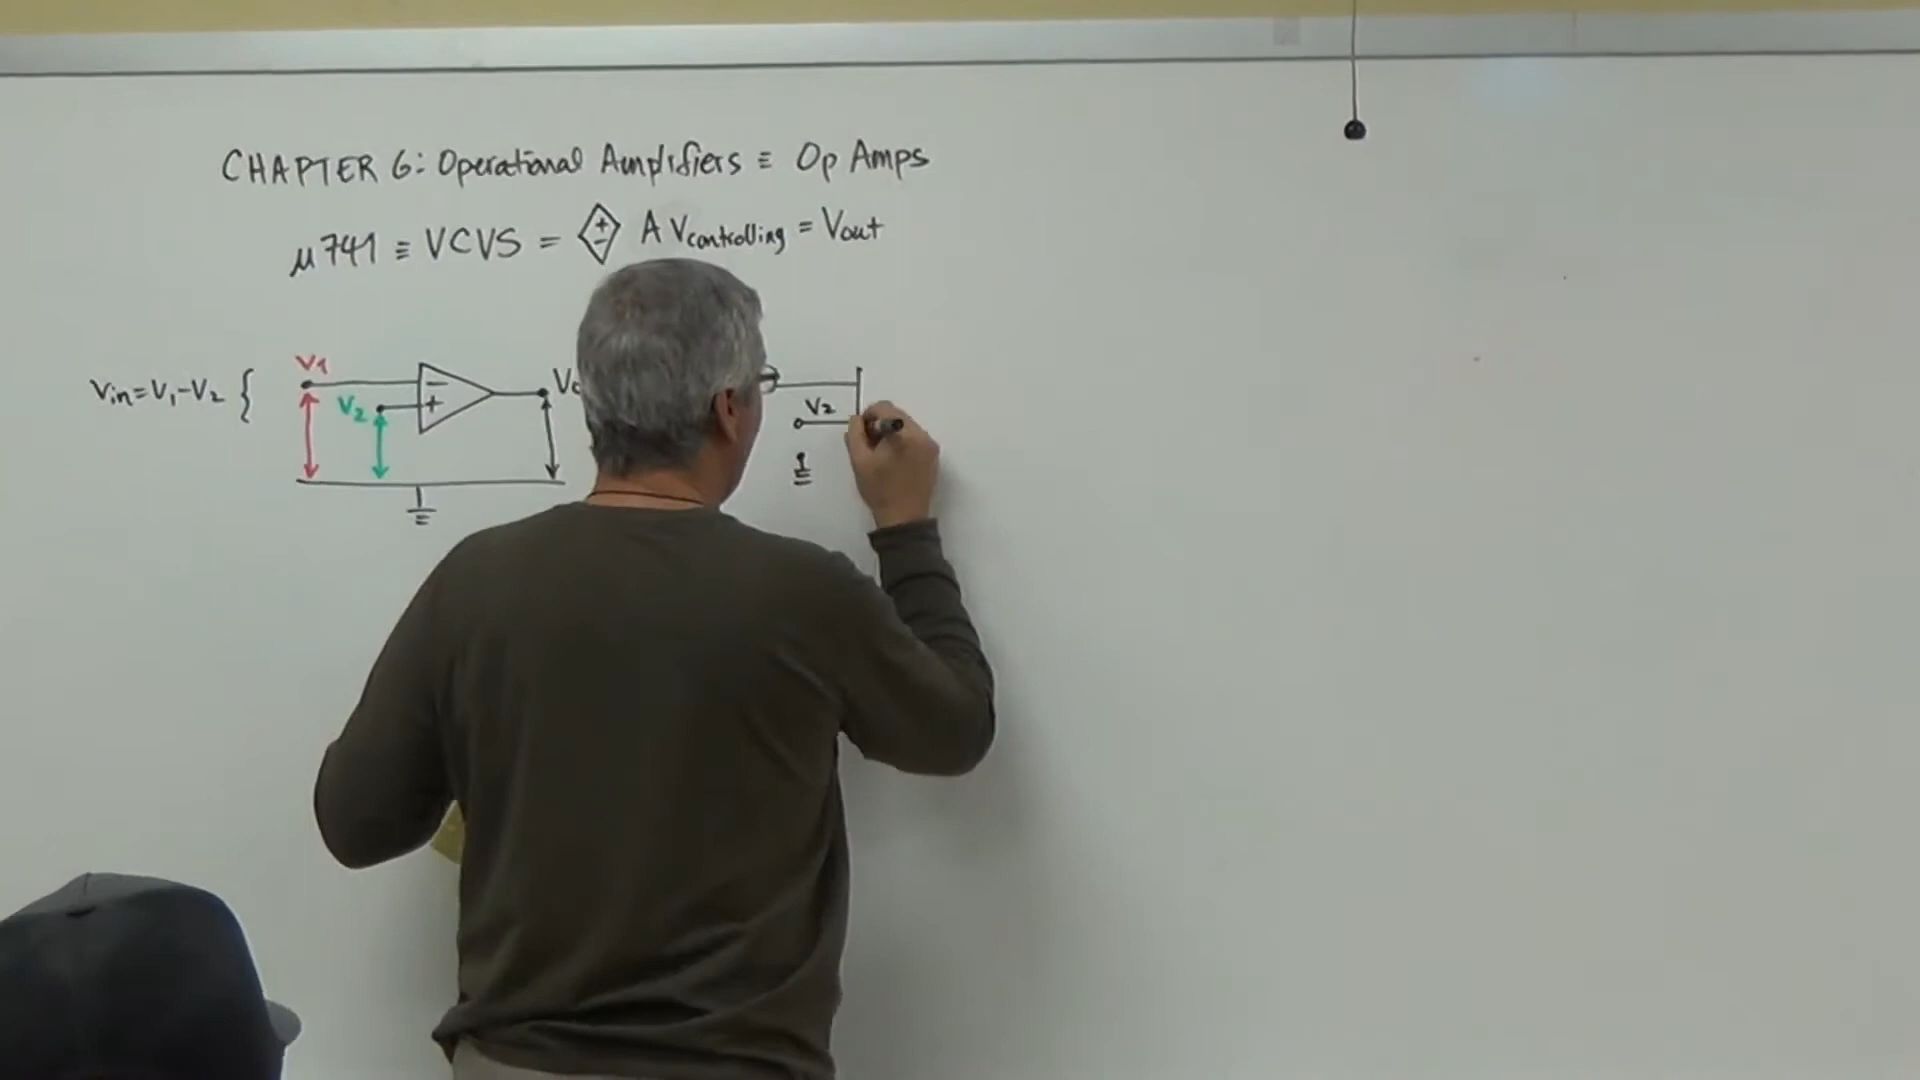 CHAPTER 6: Operational Amplifiers ≡ Op Amps
μ741 ≡ VCVS = + - A Vcontrolling = Vout
Vin=V1-V2 {
V1
V2
- +
V2